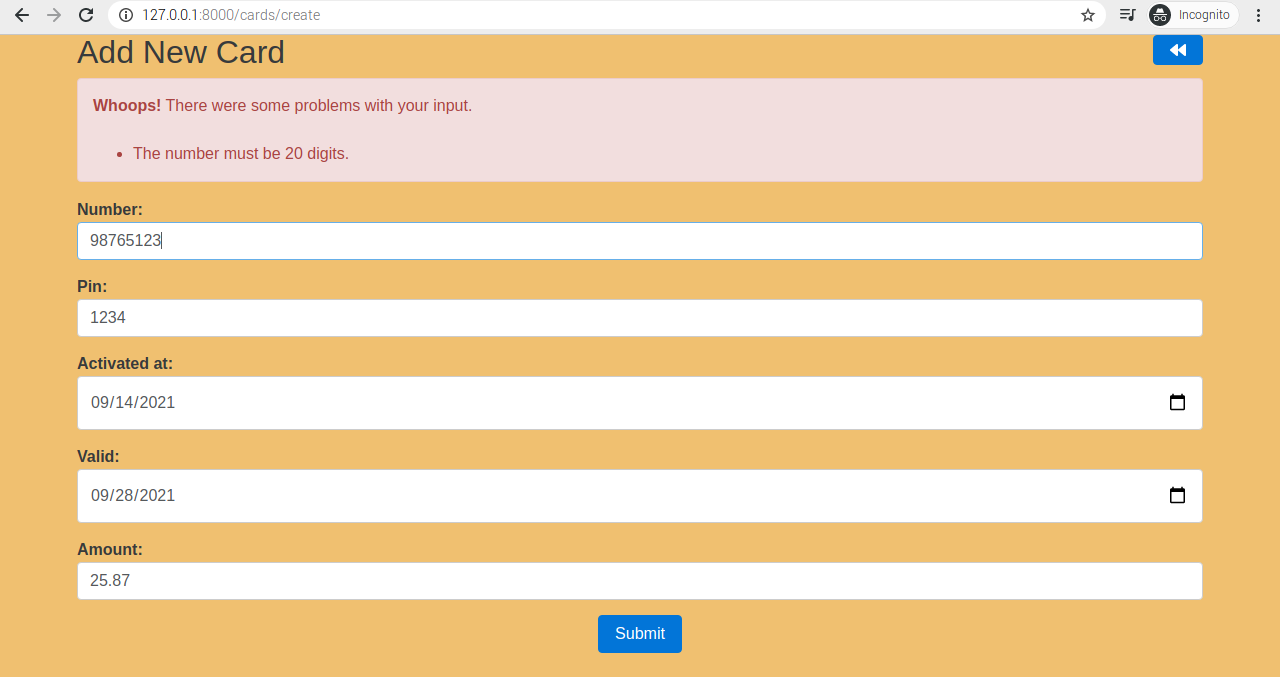 127.0.0.1:8000/cards/create
Incognito
Add New Card
Whoops! There were some problems with your input.
• The number must be 20 digits.
Number:
98765123
Pin:
1234
Activated at:
09/14/2021
Valid:
09/28/2021
Amount:
25.87
Submit